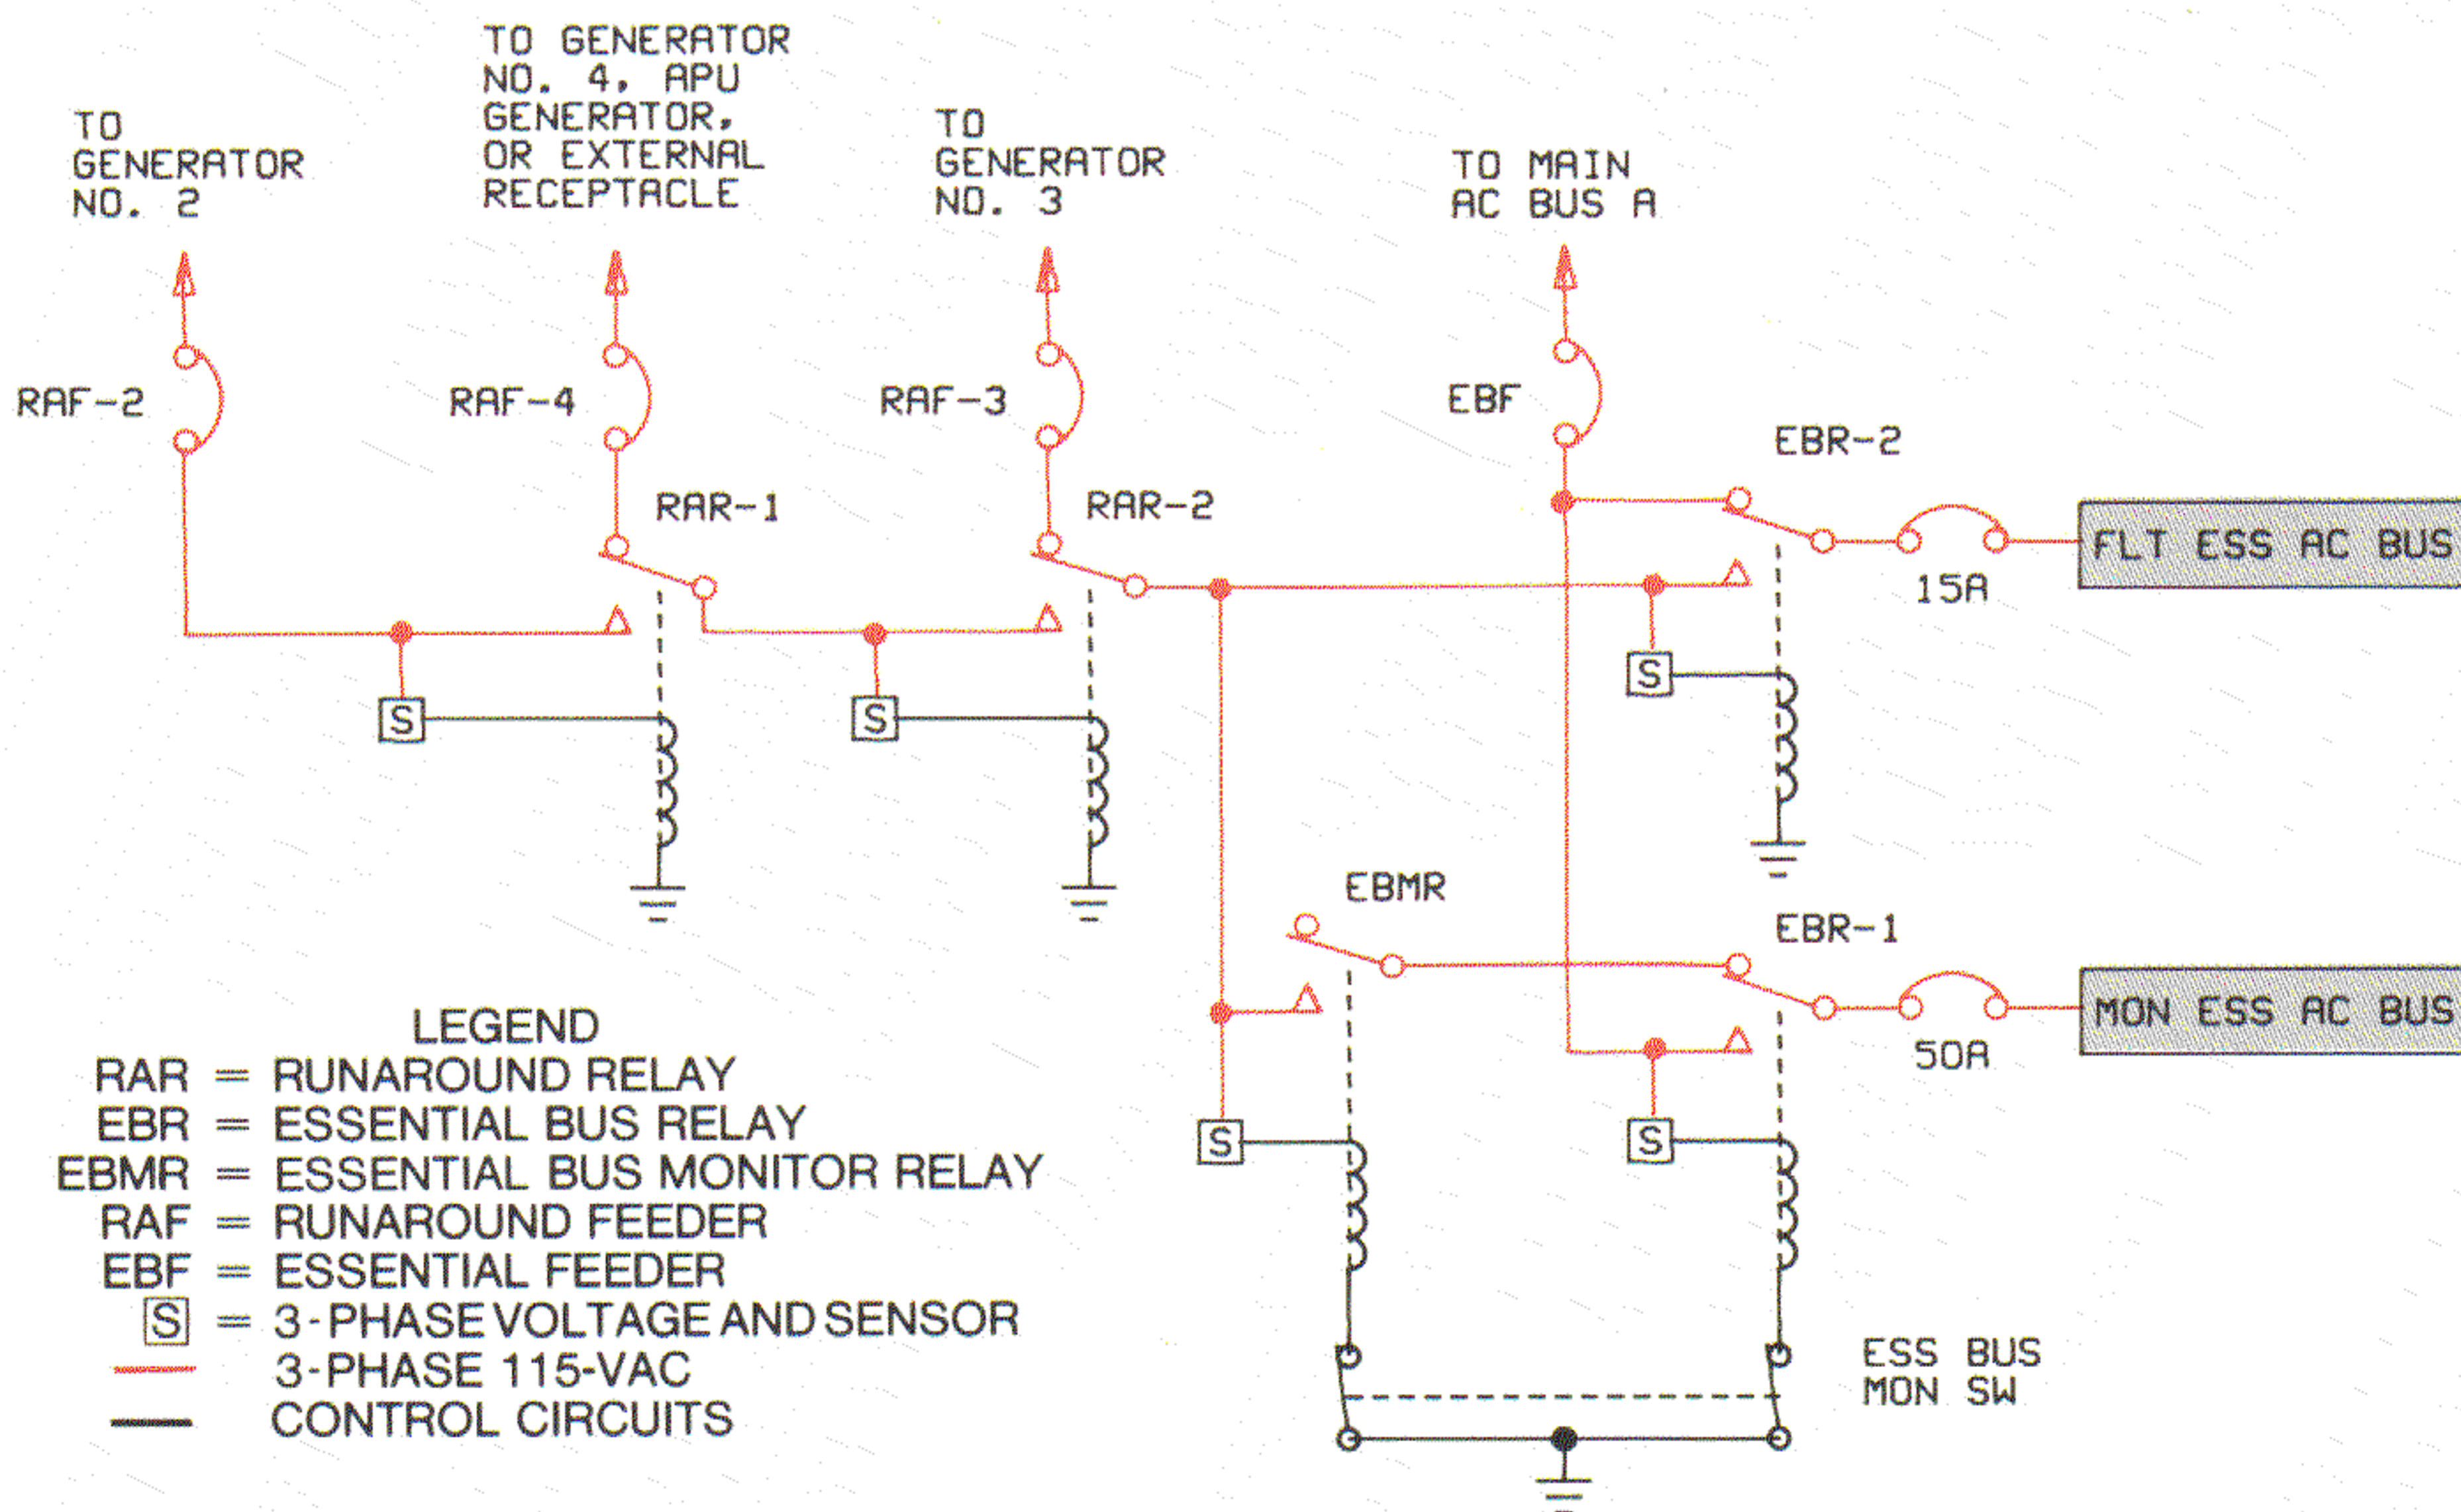 TO
GENERATOR
NO. 2
TO GENERATOR
NO. 4, APU
GENERATOR,
OR EXTERNAL
RECEPTACLE
TO
GENERATOR
NO. 3
TO MAIN
AC BUS A
RAF-2
RAF-4
RAF-3
EBF
EBR-2
RAR-1
RAR-2
FLT ESS AC BUS
15A
S
S
S
EBMR
EBR-1
MON ESS AC BUS
50A
S
S
ESS BUS
MON SW
LEGEND
RAR = RUNAROUND RELAY
EBR = ESSENTIAL BUS RELAY
EBMR = ESSENTIAL BUS MONITOR RELAY
RAF = RUNAROUND FEEDER
EBF = ESSENTIAL FEEDER
S = 3-PHASE VOLTAGE AND SENSOR
3-PHASE 115-VAC
CONTROL CIRCUITS